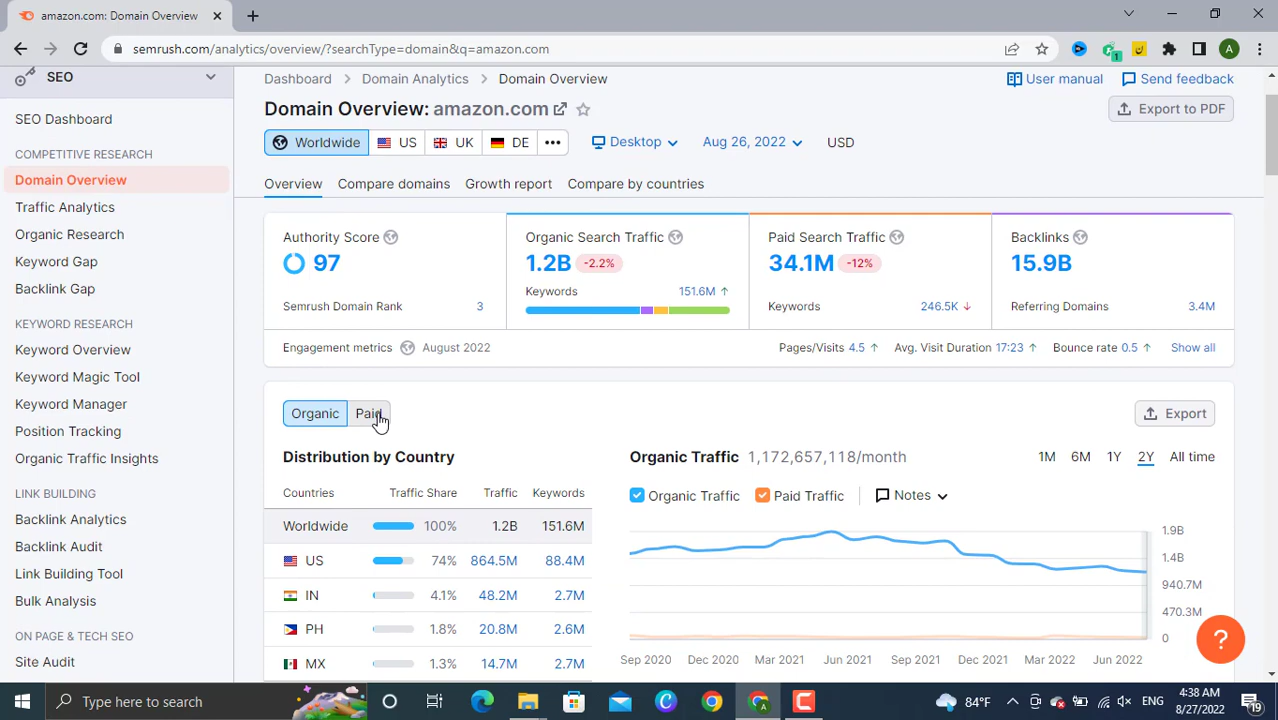 amazon.com: Domain Overview
semrush.com/analytics/overview/?searchType=domain&q=amazon.com
A
1
SEO
SEO Dashboard
COMPETITIVE RESEARCH
Domain Overview
Traffic Analytics
Organic Research
Keyword Gap
Backlink Gap
KEYWORD RESEARCH
Keyword Overview
Keyword Magic Tool
Keyword Manager
Position Tracking
Organic Traffic Insights
LINK BUILDING
Backlink Analytics
Backlink Audit
Link Building Tool
Bulk Analysis
ON PAGE & TECH SEO
Site Audit
Dashboard > Domain Analytics > Domain Overview
User manual Send feedback
Domain Overview: amazon.com
Export to PDF
Worldwide US UK DE ••• Desktop Aug 26, 2022 USD
Overview Compare domains Growth report Compare by countries
Authority Score
97
Semrush Domain Rank 3
Organic Search Traffic
1.2B -2.2%
Keywords 151.6M ↑
Paid Search Traffic
34.1M -12%
Keywords 246.5K ↓
Backlinks
15.9B
Referring Domains 3.4M
Engagement metrics August 2022 Pages/Visits 4.5 ↑ Avg. Visit Duration 17:23 ↑ Bounce rate 0.5 ↑ Show all
Organic Paid Export
Distribution by Country
Countries Traffic Share Traffic Keywords
Worldwide 100% 1.2B 151.6M
US 74% 864.5M 88.4M
IN 4.1% 48.2M 2.7M
PH 1.8% 20.8M 2.6M
MX 1.3% 14.7M 2.7M
Organic Traffic 1,172,657,118/month 1M 6M 1Y 2Y All time
Organic Traffic Paid Traffic Notes
1.9B
1.4B
940.7M
470.3M
0
Sep 2020 Dec 2020 Mar 2021 Jun 2021 Sep 2021 Dec 2021 Mar 2022 Jun 2022
?
Type here to search
84°F ENG
4:38 AM
8/27/2022
19